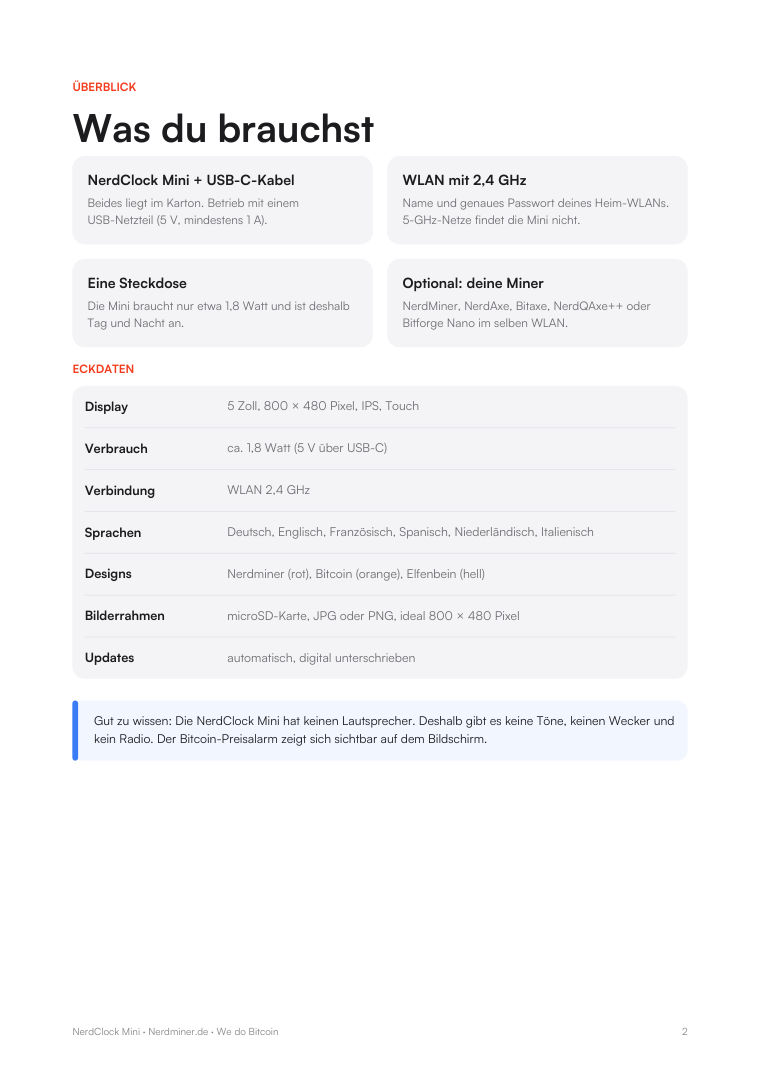 ÜBERBLICK
Was du brauchst
NerdClock Mini + USB-C-Kabel
Beides liegt im Karton. Betrieb mit einem
USB-Netzteil (5 V, mindestens 1 A).
WLAN mit 2,4 GHz
Name und genaues Passwort deines Heim-WLANs.
5-GHz-Netze findet die Mini nicht.
Eine Steckdose
Die Mini braucht nur etwa 1,8 Watt und ist deshalb
Tag und Nacht an.
Optional: deine Miner
NerdMiner, NerdAxe, Bitaxe, NerdQAxe++ oder
Bitforge Nano im selben WLAN.
ECKDATEN
Display 5 Zoll, 800 × 480 Pixel, IPS, Touch
Verbrauch ca. 1,8 Watt (5 V über USB-C)
Verbindung WLAN 2,4 GHz
Sprachen Deutsch, Englisch, Französisch, Spanisch, Niederländisch, Italienisch
Designs Nerdminer (rot), Bitcoin (orange), Elfenbein (hell)
Bilderrahmen microSD-Karte, JPG oder PNG, ideal 800 × 480 Pixel
Updates automatisch, digital unterschrieben
Gut zu wissen: Die NerdClock Mini hat keinen Lautsprecher. Deshalb gibt es keine Töne, keinen Wecker und
kein Radio. Der Bitcoin-Preisalarm zeigt sich sichtbar auf dem Bildschirm.
NerdClock Mini · Nerdminer.de · We do Bitcoin 2